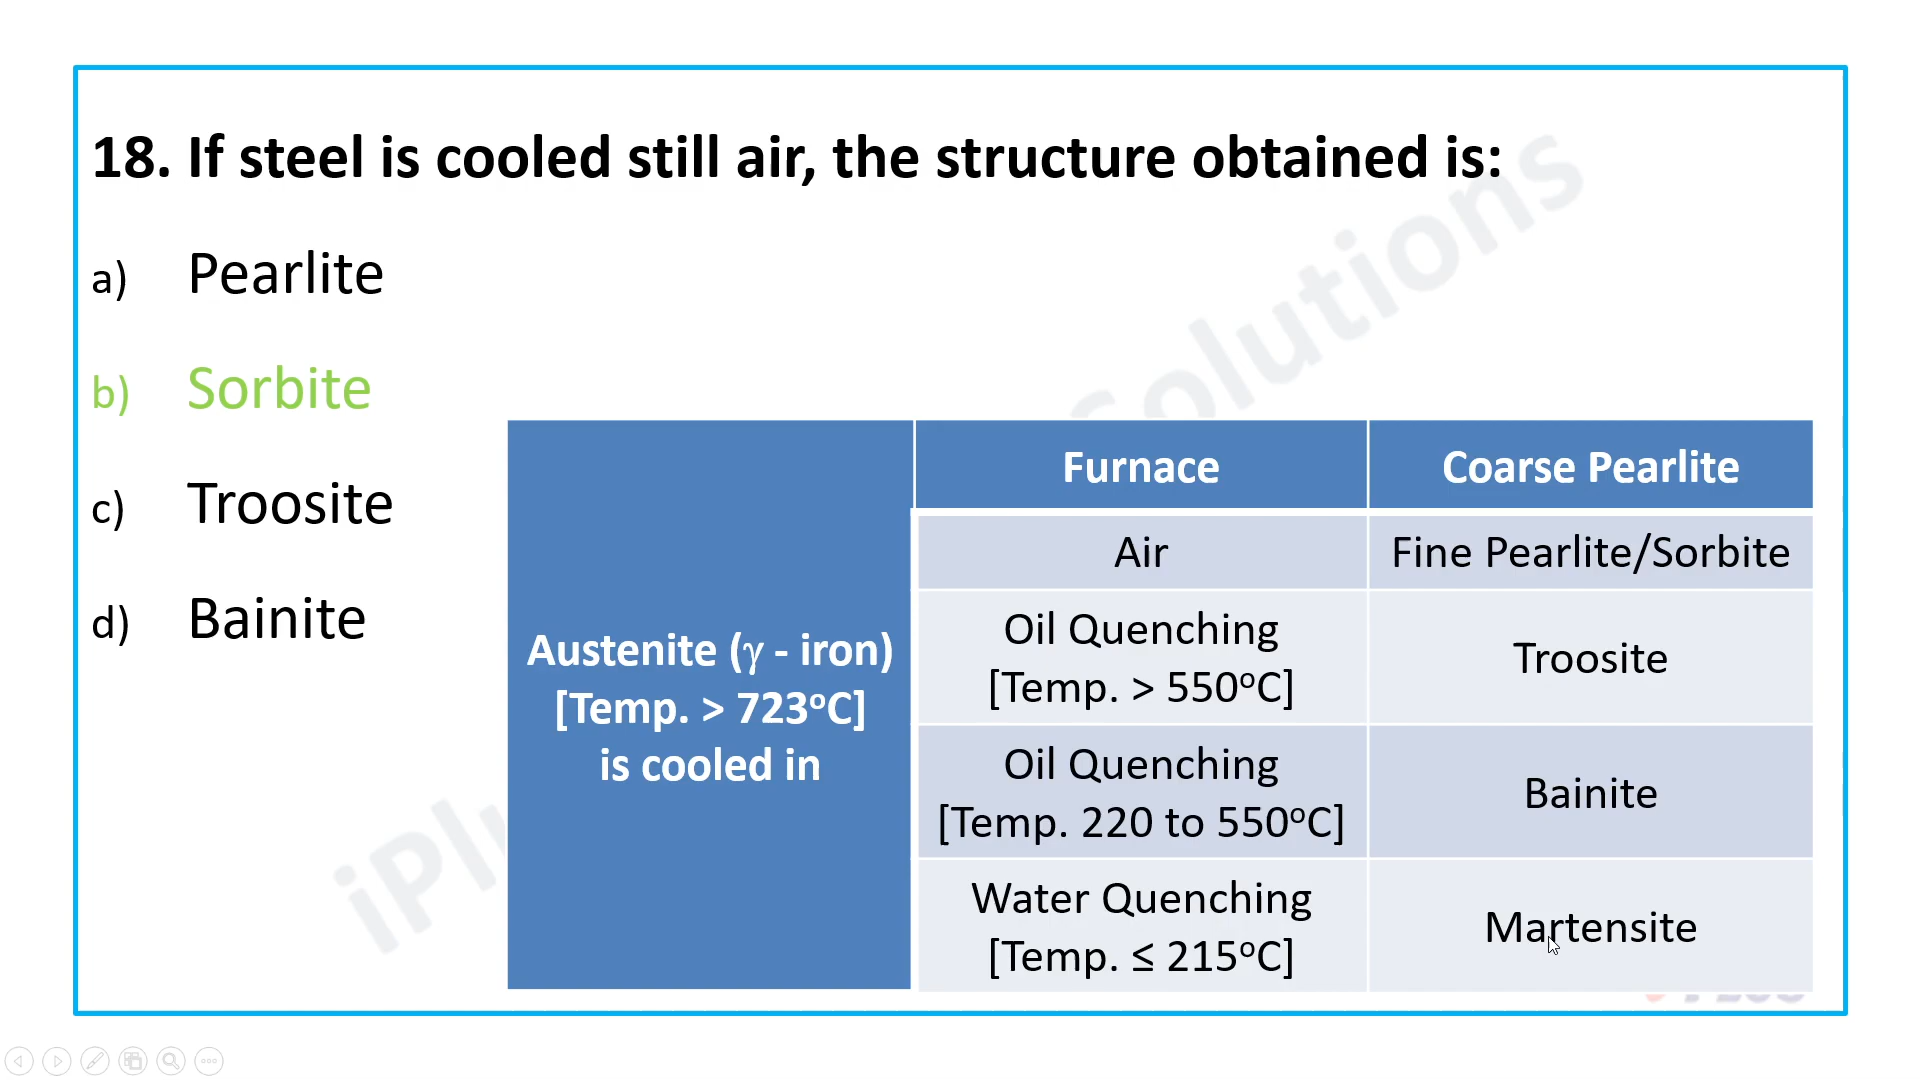 18. If steel is cooled still air, the structure obtained is:
a) Pearlite
b) Sorbite
c) Troosite
d) Bainite
Austenite (γ - iron)
[Temp. > 723°C]
is cooled in
Furnace
Coarse Pearlite
Air
Fine Pearlite/Sorbite
Oil Quenching
[Temp. > 550°C]
Troosite
Oil Quenching
[Temp. 220 to 550°C]
Bainite
Water Quenching
[Temp. ≤ 215°C]
Martensite
Solutions